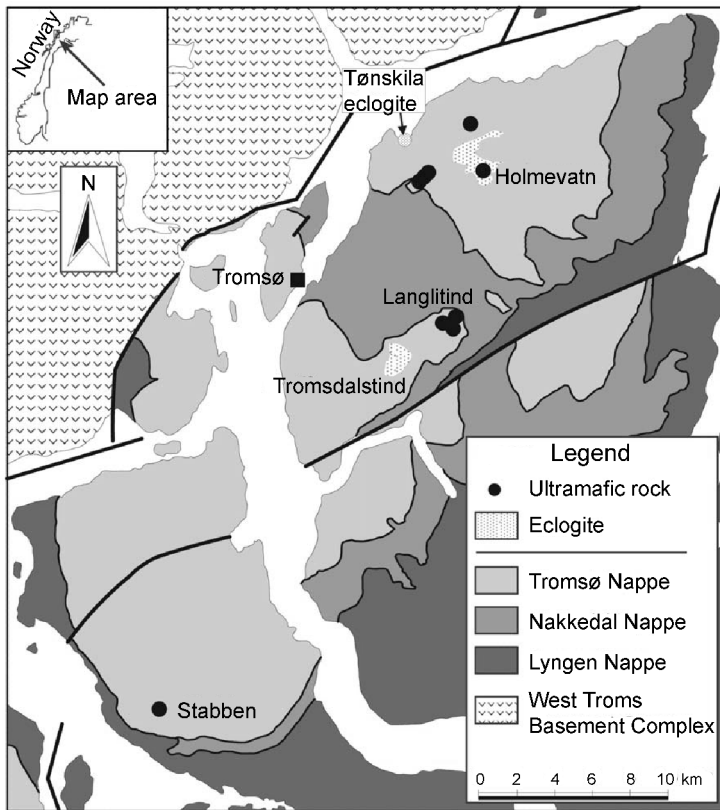 Norway
Map area
N
Tønskila
eclogite
Holmevatn
Tromsø
Langlitind
Tromsdalstind
Stabben
Legend
Ultramafic rock
Eclogite
Tromsø Nappe
Nakkedal Nappe
Lyngen Nappe
West Troms
Basement Complex
0 2 4 6 8 10 km